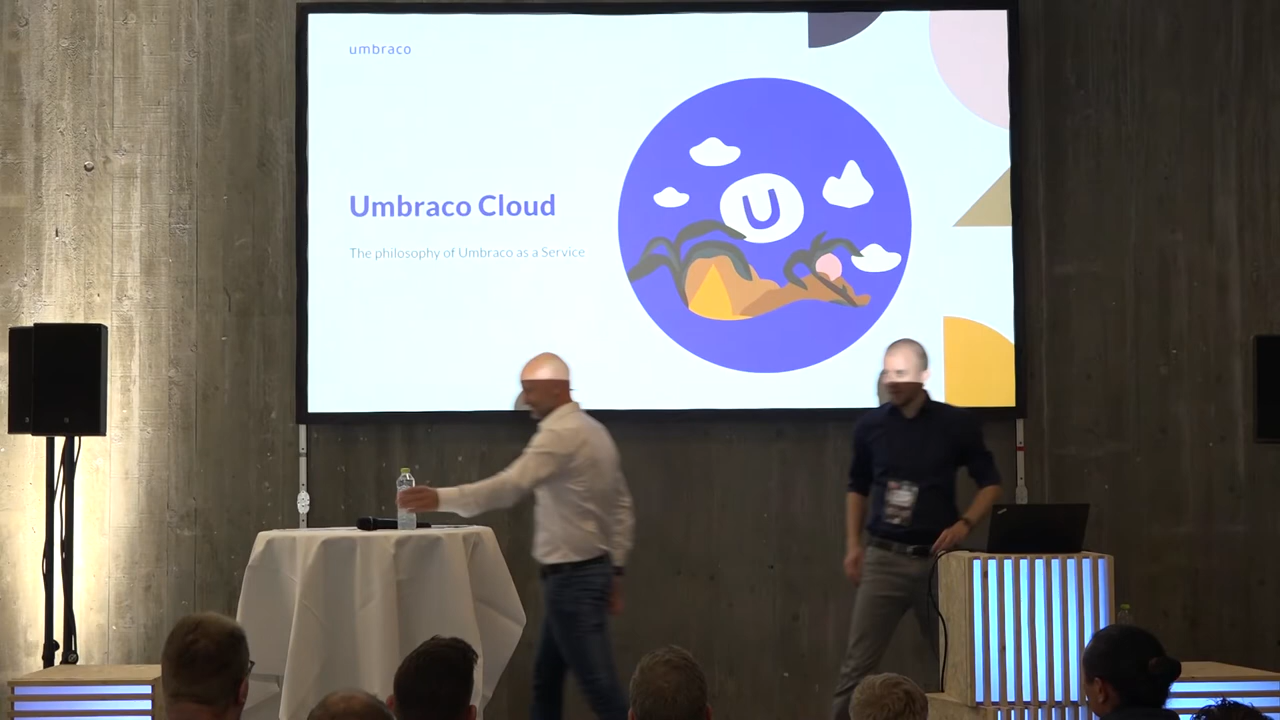 umbraco
Umbraco Cloud
The philosophy of Umbraco as a Service
U